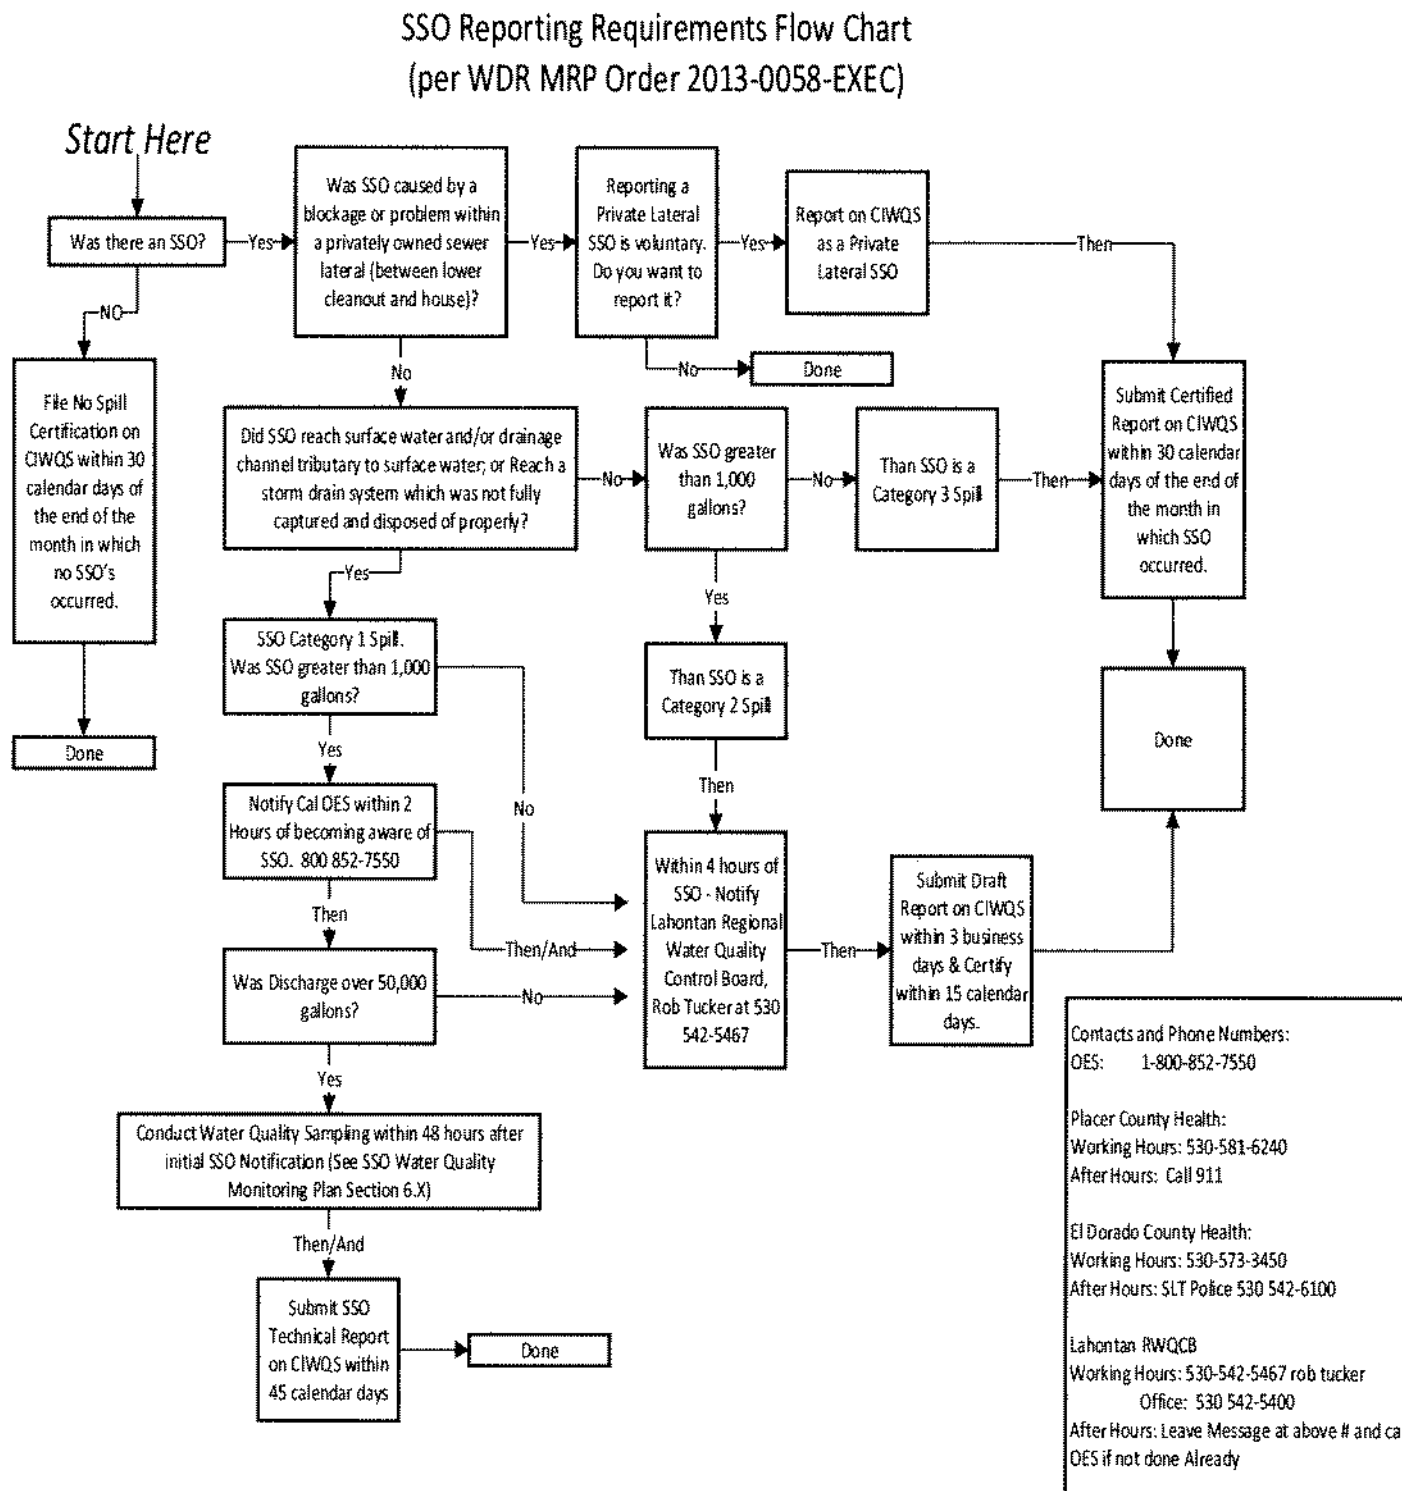 SSO Reporting Requirements Flow Chart
(per WDR MRP Order 2013-0058-EXEC)
Start Here
Was there an SSO?
Yes
Was SSO caused by a
blockage or problem within
a privately owned sewer
lateral (between lower
cleanout and house)?
Yes
Reporting a
Private Lateral
SSO is voluntary.
Do you want to
report it?
Yes
Report on CIWQS
as a Private
Lateral SSO
Then
NO
No
No
Done
File No Spill
Certification on
CIWQS within 30
calendar days of
the end of the
month in which
no SSO's
occurred.
Done
Did SSO reach surface water and/or drainage
channel tributary to surface water; or Reach a
storm drain system which was not fully
captured and disposed of properly?
No
Was SSO greater
than 1,000
gallons?
No
Than SSO is a
Category 3 Spill
Then
Submit Certified
Report on CIWQS
within 30 calendar
days of the end of
the month in
which SSO
occurred.
Done
Yes
Yes
SSO Category 1 Spill.
Was SSO greater than 1,000
gallons?
Than SSO is a
Category 2 Spill
Yes
No
Then
Notify Cal OES within 2
Hours of becoming aware of
SSO. 800 852-7550
Then
Then/And
Was Discharge over 50,000
gallons?
No
Within 4 hours of
SSO - Notify
Lahontan Regional
Water Quality
Control Board,
Rob Tucker at 530
542-5467
Then
Submit Draft
Report on CIWQS
within 3 business
days & Certify
within 15 calendar
days.
Yes
Conduct Water Quality Sampling within 48 hours after
initial SSO Notification (See SSO Water Quality
Monitoring Plan Section 6.X)
Then/And
Submit SSO
Technical Report
on CIWQS within
45 calendar days
Done
Contacts and Phone Numbers:
OES: 1-800-852-7550
Placer County Health:
Working Hours: 530-581-6240
After Hours: Call 911
El Dorado County Health:
Working Hours: 530-573-3450
After Hours: SLT Police 530 542-6100
Lahontan RWQCB
Working Hours: 530-542-5467 rob tucker
Office: 530 542-5400
After Hours: Leave Message at above # and ca
OES if not done Already